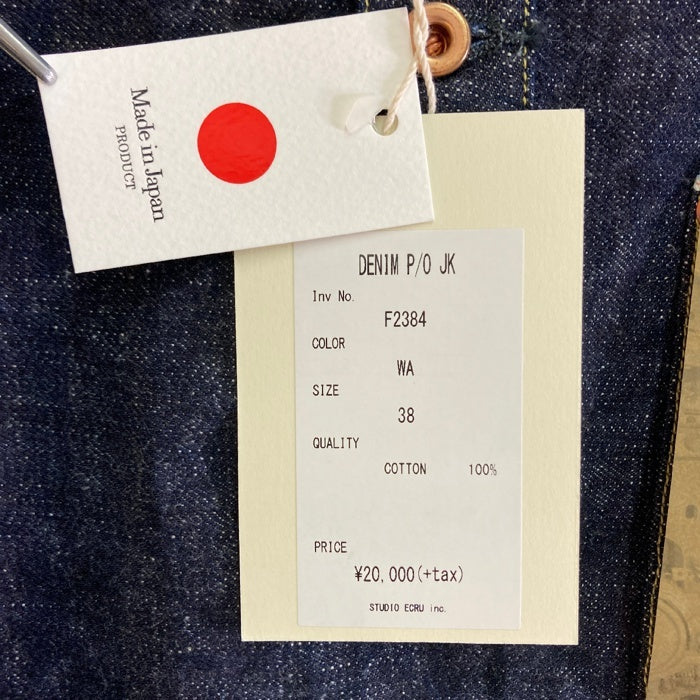 Made in Japan
PRODUCT
DENIM P/O JK
Inv No.
F2384
COLOR
WA
SIZE
38
QUALITY
COTTON 100%
PRICE
¥20,000(+tax)
STUDIO ECRU inc.